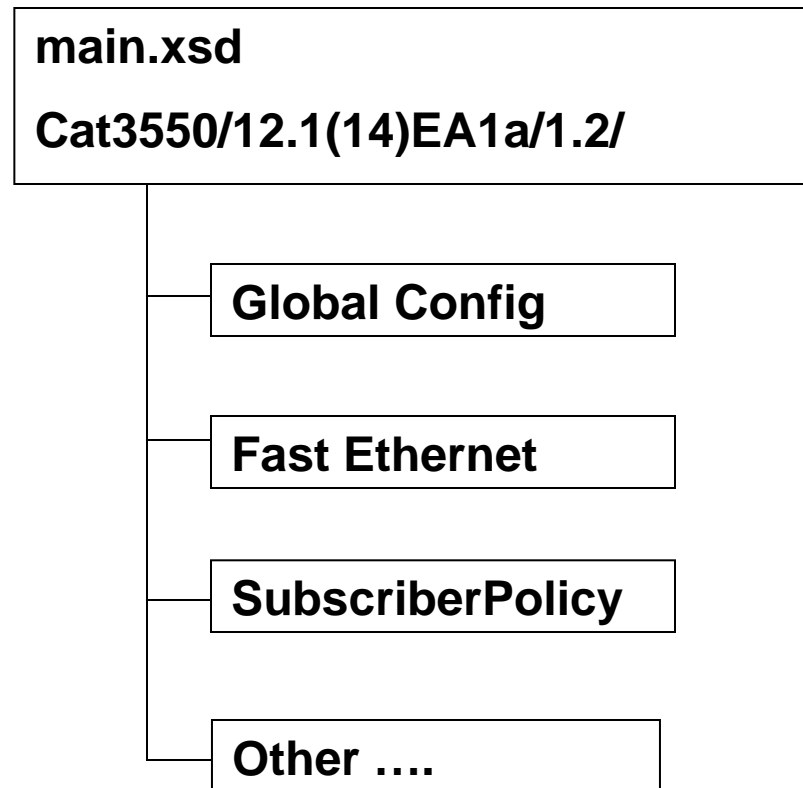 main.xsd
Cat3550/12.1(14)EA1a/1.2/
Global Config
Fast Ethernet
SubscriberPolicy
Other ….